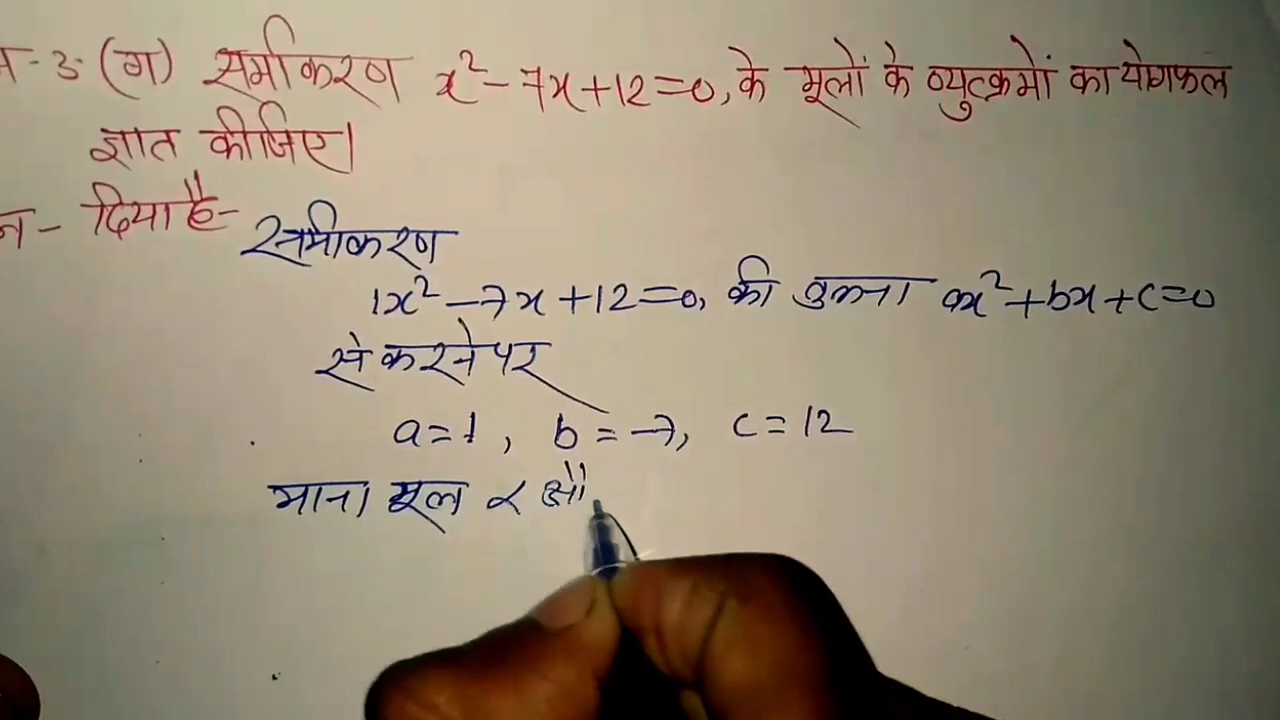 -3. (ग) समीकरण x²-7x+12=0, के मूलों के व्युत्क्रमों का योगफल
ज्ञात कीजिए।
- दिया है-
समीकरण
1x²-7x+12=0, की तुलना ax²+bx+c=0
से करने पर
a=1, b=-7, c=12
माना मूल α औ